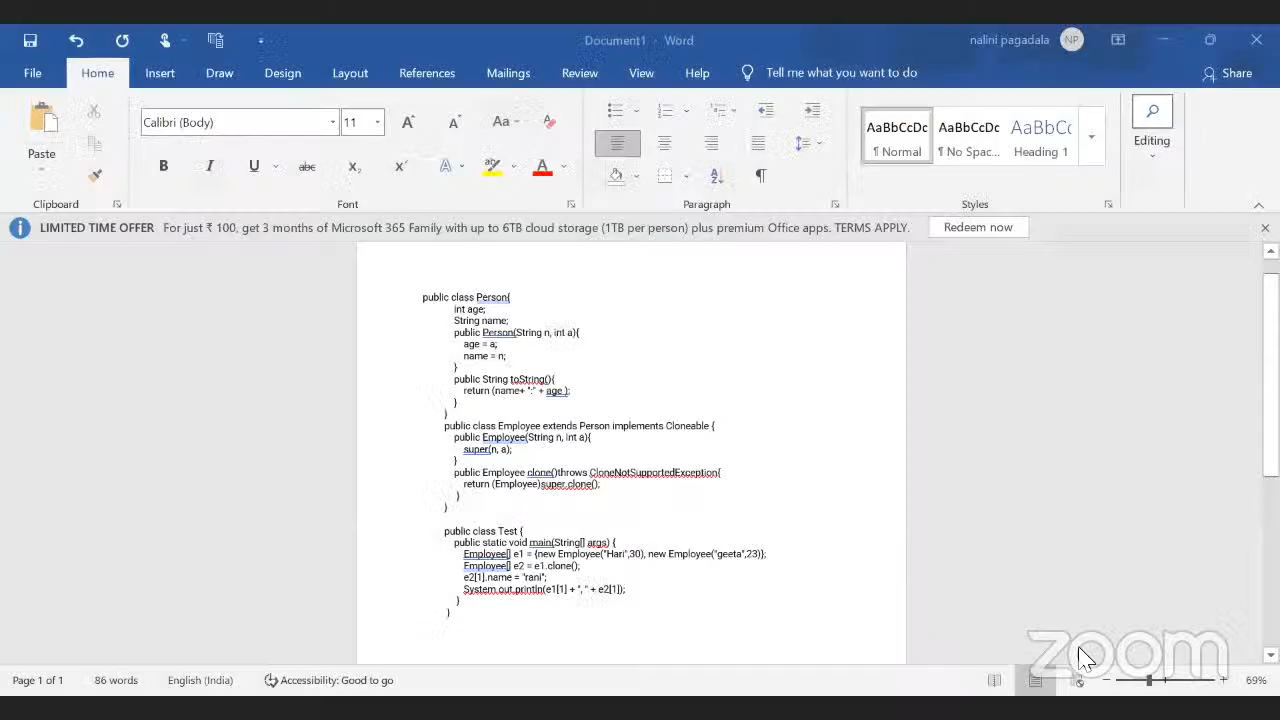 Document1 - Word
nalini pagadala
NP
File
Home
Insert
Draw
Design
Layout
References
Mailings
Review
View
Help
Tell me what you want to do
Share
Paste
Clipboard
Calibri (Body)
11
Font
Paragraph
AaBbCcDc
¶ Normal
AaBbCcDc
¶ No Spac...
AaBbCc
Heading 1
Styles
Editing
LIMITED TIME OFFER For just ₹ 100, get 3 months of Microsoft 365 Family with up to 6TB cloud storage (1TB per person) plus premium Office apps. TERMS APPLY.
Redeem now
public class Person{
int age;
String name;
public Person(String n, int a){
age = a;
name = n;
}
public String toString(){
return (name+ ":" + age );
}
}
public class Employee extends Person implements Cloneable {
public Employee(String n, int a){
super(n, a);
}
public Employee clone()throws CloneNotSupportedException{
return (Employee)super.clone();
}
}
public class Test {
public static void main(String[] args) {
Employee[] e1 = {new Employee("Hari",30), new Employee("geeta",23)};
Employee[] e2 = e1.clone();
e2[1].name = "rani";
System.out.println(e1[1] + ", " + e2[1]);
}
}
zoom
Page 1 of 1
86 words
English (India)
Accessibility: Good to go
69%